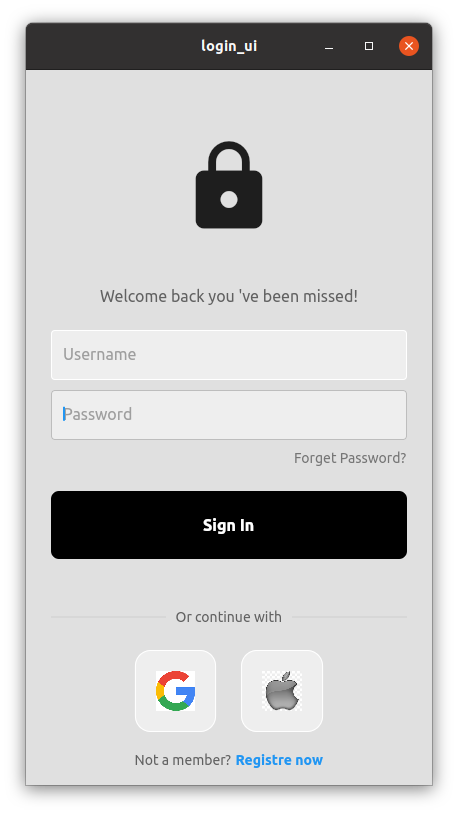 login_ui
Welcome back you 've been missed!
Username
Password
Forget Password?
Sign In
Or continue with
Not a member? Registre now